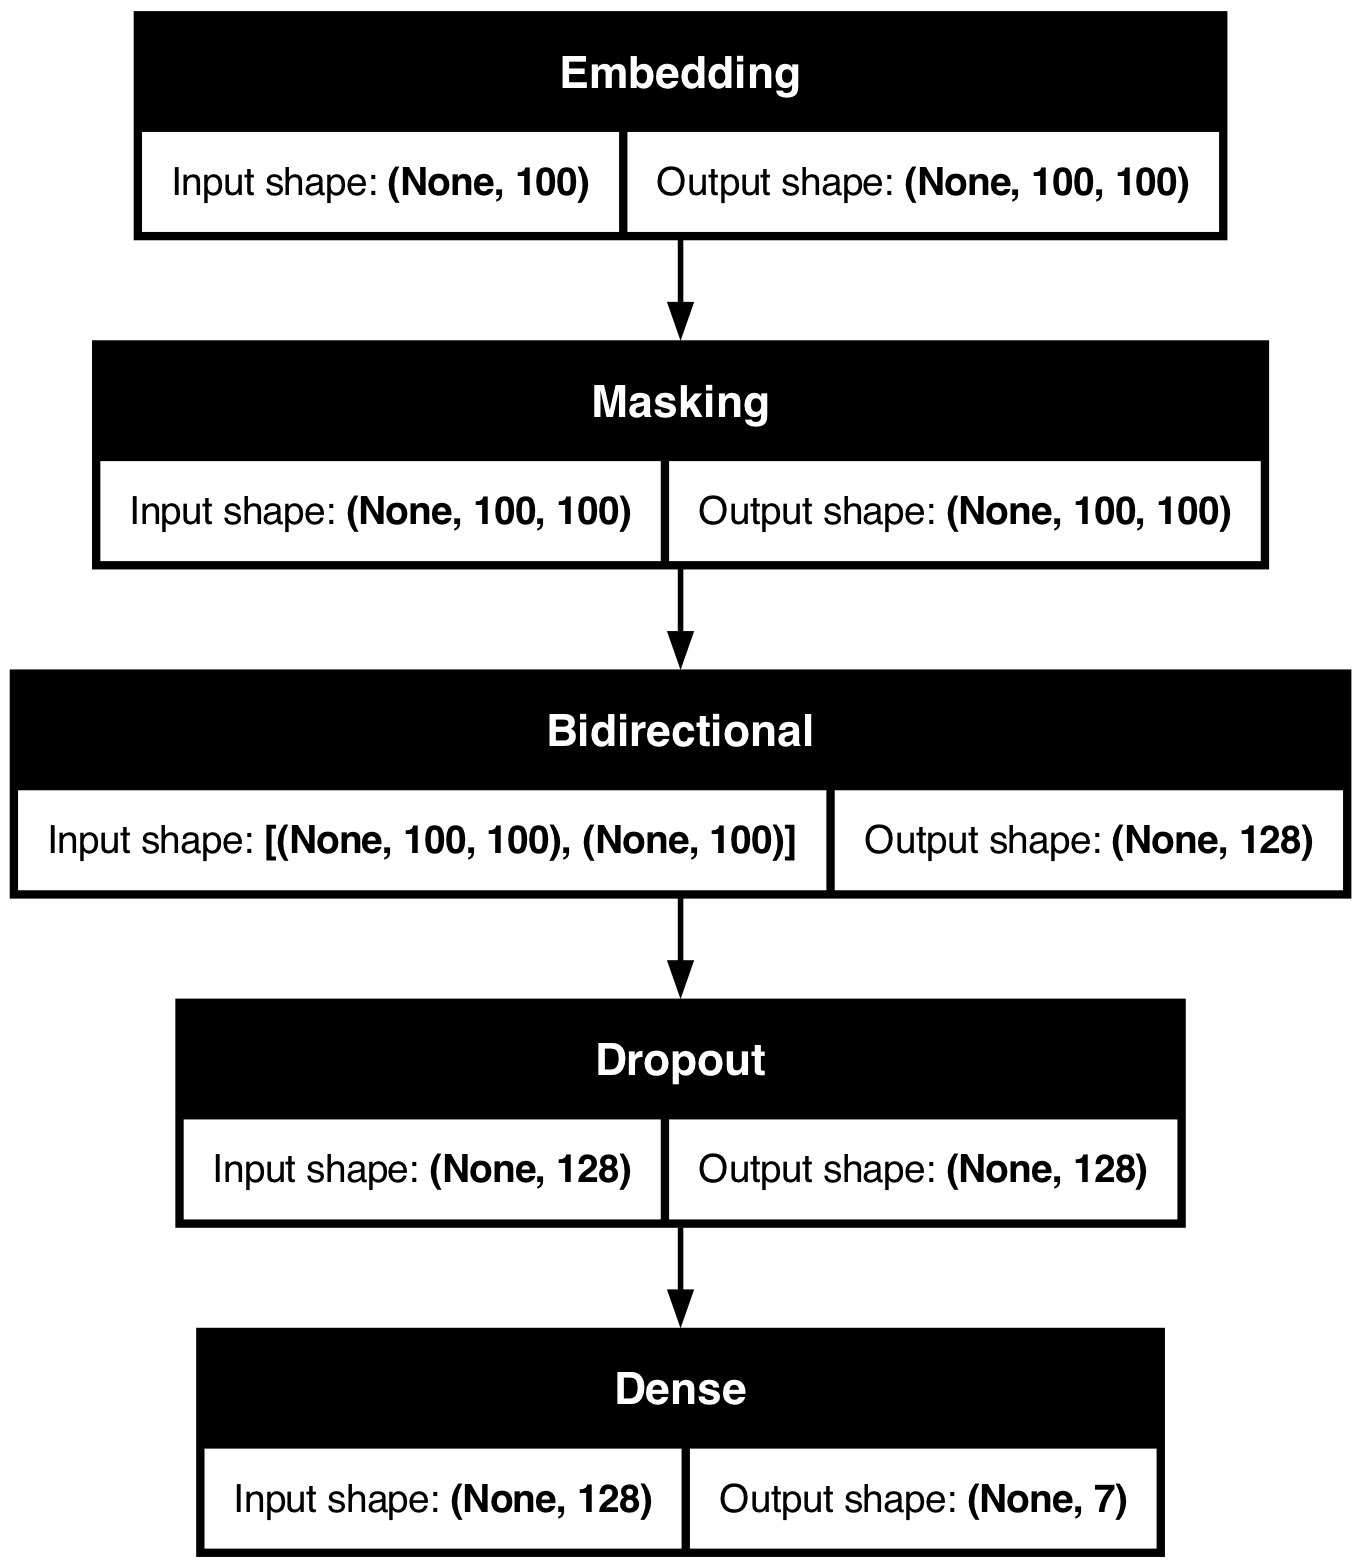 Embedding
Input shape: (None, 100) Output shape: (None, 100, 100)
Masking
Input shape: (None, 100, 100) Output shape: (None, 100, 100)
Bidirectional
Input shape: [(None, 100, 100), (None, 100)] Output shape: (None, 128)
Dropout
Input shape: (None, 128) Output shape: (None, 128)
Dense
Input shape: (None, 128) Output shape: (None, 7)